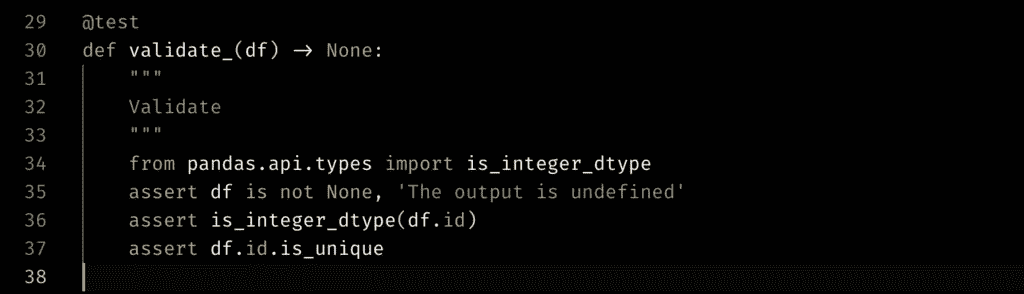 29 @test
30 def validate_(df) -> None:
31     """
32     Validate
33     """
34     from pandas.api.types import is_integer_dtype
35     assert df is not None, 'The output is undefined'
36     assert is_integer_dtype(df.id)
37     assert df.id.is_unique
38